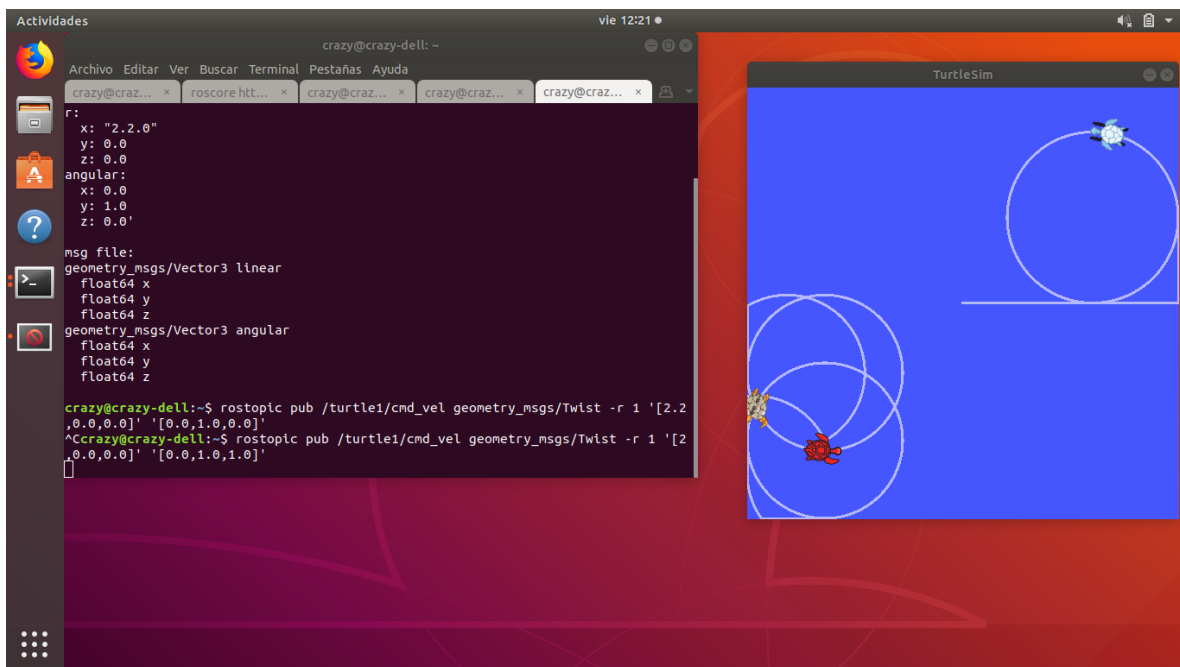 Actividades
vie 12:21
crazy@crazy-dell: ~
Archivo Editar Ver Buscar Terminal Pestañas Ayuda
crazy@craz... × roscore htt... × crazy@craz... × crazy@craz... × crazy@craz... ×
r:
x: "2.2.0"
y: 0.0
z: 0.0
angular:
x: 0.0
y: 1.0
z: 0.0'
msg file:
geometry_msgs/Vector3 linear
float64 x
float64 y
float64 z
geometry_msgs/Vector3 angular
float64 x
float64 y
float64 z
crazy@crazy-dell:~$ rostopic pub /turtle1/cmd_vel geometry_msgs/Twist -r 1 '[2.2
,0.0,0.0]' '[0.0,1.0,0.0]'
^Ccrazy@crazy-dell:~$ rostopic pub /turtle1/cmd_vel geometry_msgs/Twist -r 1 '[2
,0.0,0.0]' '[0.0,1.0,1.0]'
TurtleSim